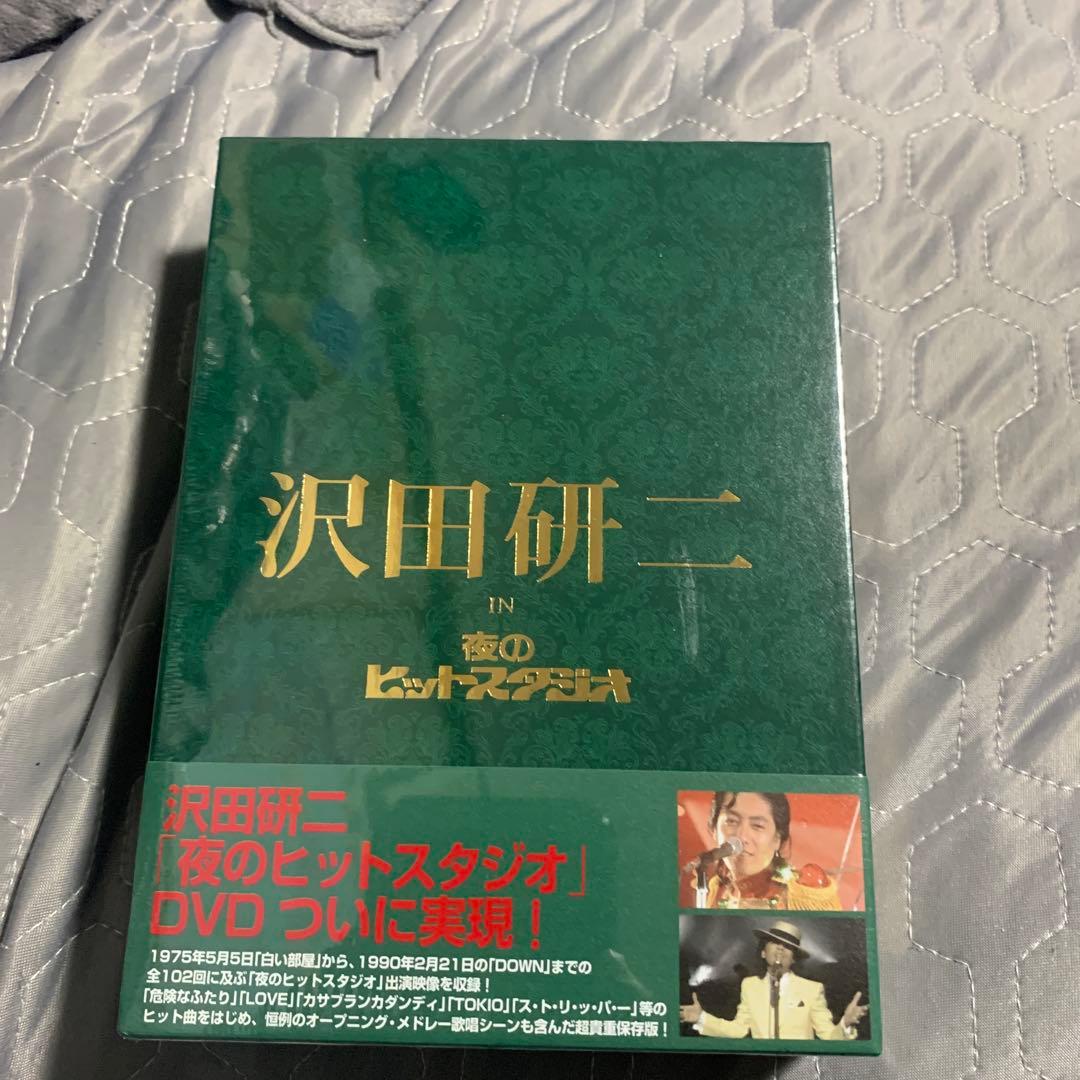 沢田研二
IN
夜の
ヒットスタジオ
沢田研二
「夜のヒットスタジオ」
DVD ついに実現！
1975年5月5日「白い部屋」から、1990年2月21日の「DOWN」までの
全102回に及ぶ「夜のヒットスタジオ」出演映像を収録！
「危険なふたり」「LOVE」「カサブランカダンディ」「TOKIO」「ス・ト・リ・ッ・パ・ー」等の
ヒット曲をはじめ、恒例のオープニング・メドレー歌唱シーンも含んだ超貴重保存版！